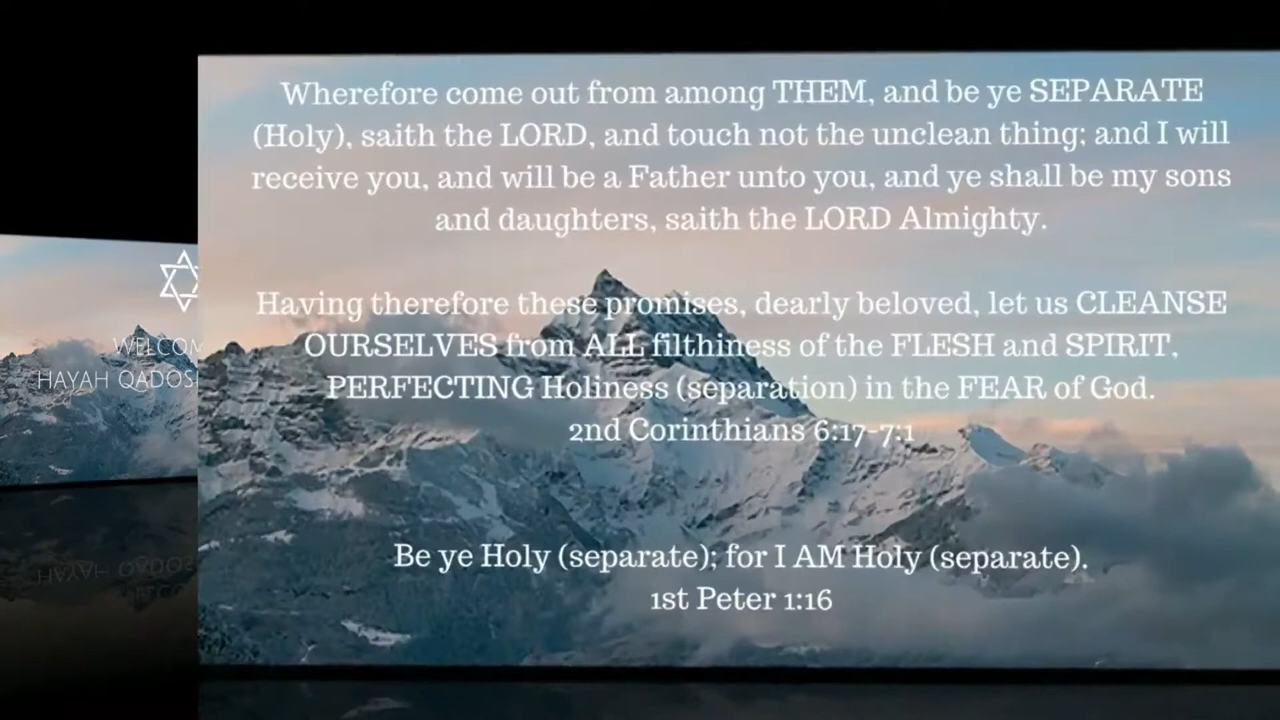 Wherefore come out from among THEM, and be ye SEPARATE
(Holy), saith the LORD, and touch not the unclean thing; and I will
receive you, and will be a Father unto you, and ye shall be my sons
and daughters, saith the LORD Almighty.
Having therefore these promises, dearly beloved, let us CLEANSE
OURSELVES from ALL filthiness of the FLESH and SPIRIT,
PERFECTING Holiness (separation) in the FEAR of God.
2nd Corinthians 6:17-7:1
Be ye Holy (separate); for I AM Holy (separate).
1st Peter 1:16
WELCOM
HAYAH QADOS